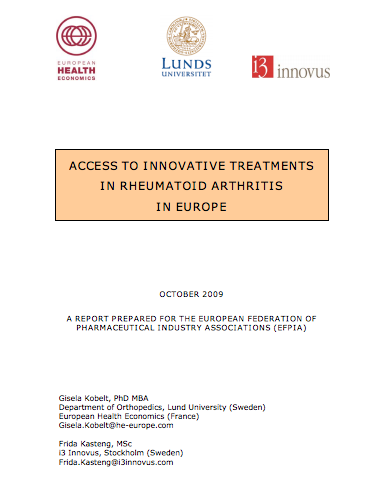 EUROPEAN
HEALTH
ECONOMICS
LUNDS
UNIVERSITET
i3 innovus
ACCESS TO INNOVATIVE TREATMENTS
IN RHEUMATOID ARTHRITIS
IN EUROPE
OCTOBER 2009
A REPORT PREPARED FOR THE EUROPEAN FEDERATION OF
PHARMACEUTICAL INDUSTRY ASSOCIATIONS (EFPIA)
Gisela Kobelt, PhD MBA
Department of Orthopedics, Lund University (Sweden)
European Health Economics (France)
Gisela.Kobelt@he-europe.com
Frida Kasteng, MSc
i3 Innovus, Stockholm (Sweden)
Frida.Kasteng@i3innovus.com